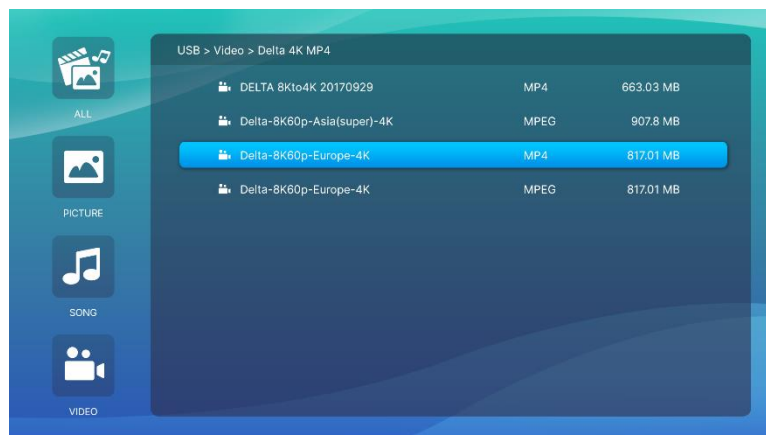 USB > Video > Delta 4K MP4
DELTA 8Kto4K 20170929 MP4 663.03 MB
Delta-8K60p-Asia(super)-4K MPEG 907.8 MB
Delta-8K60p-Europe-4K MP4 817.01 MB
Delta-8K60p-Europe-4K MPEG 817.01 MB
ALL
PICTURE
SONG
VIDEO